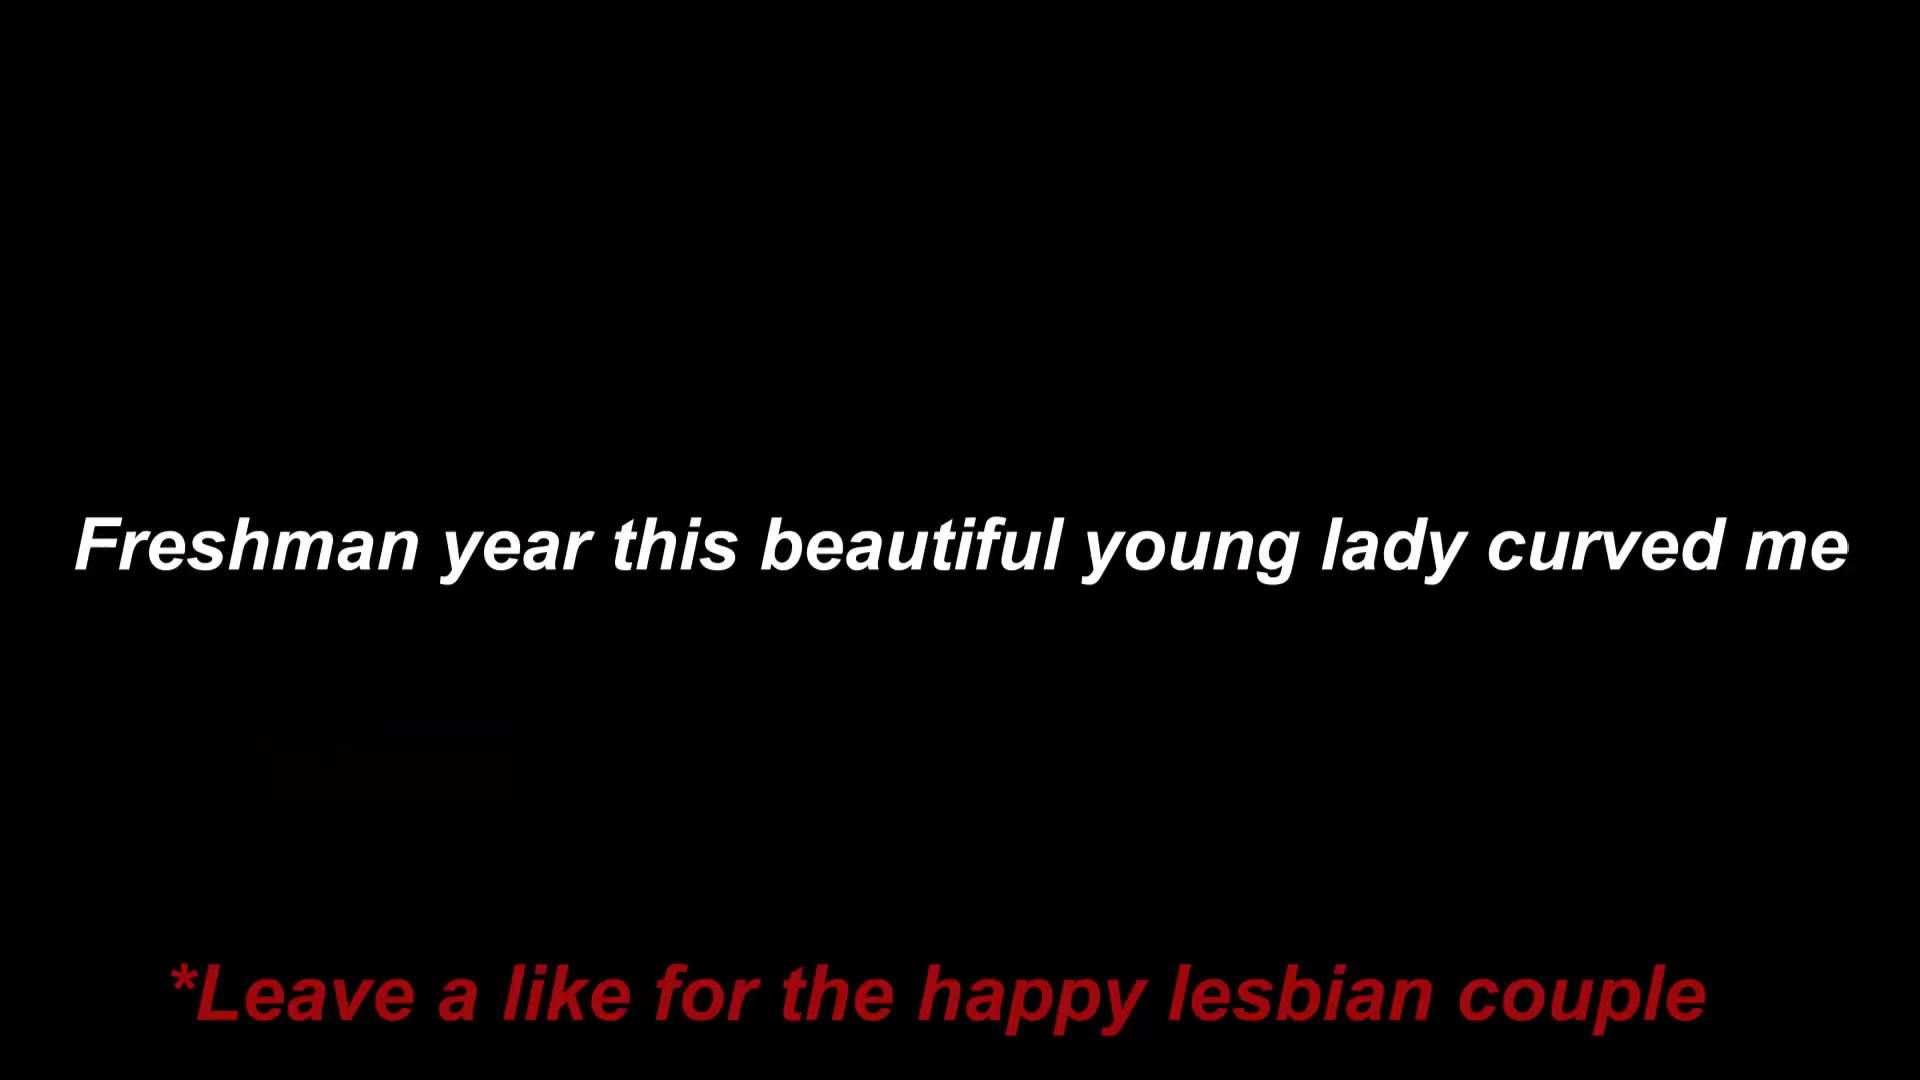 Freshman year this beautiful young lady curved me
*Leave a like for the happy lesbian couple